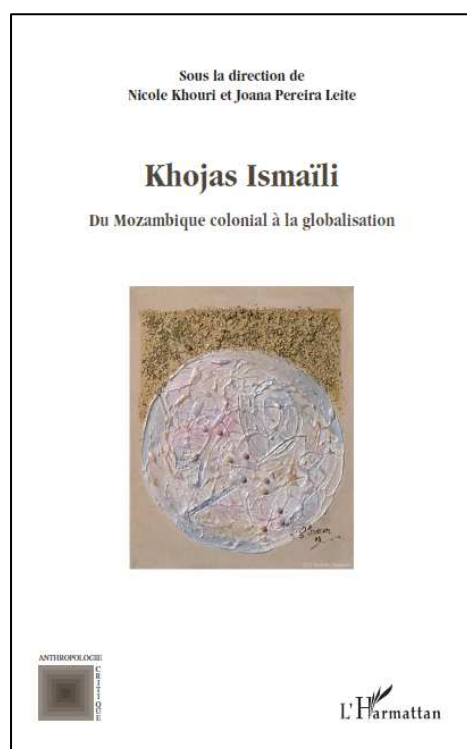 Sous la direction de
Nicole Khouri et Joana Pereira Leite
Khojas Ismaïli
Du Mozambique colonial à la globalisation
ANTHROPOLOGIE
CRITIQUE
L'Harmattan